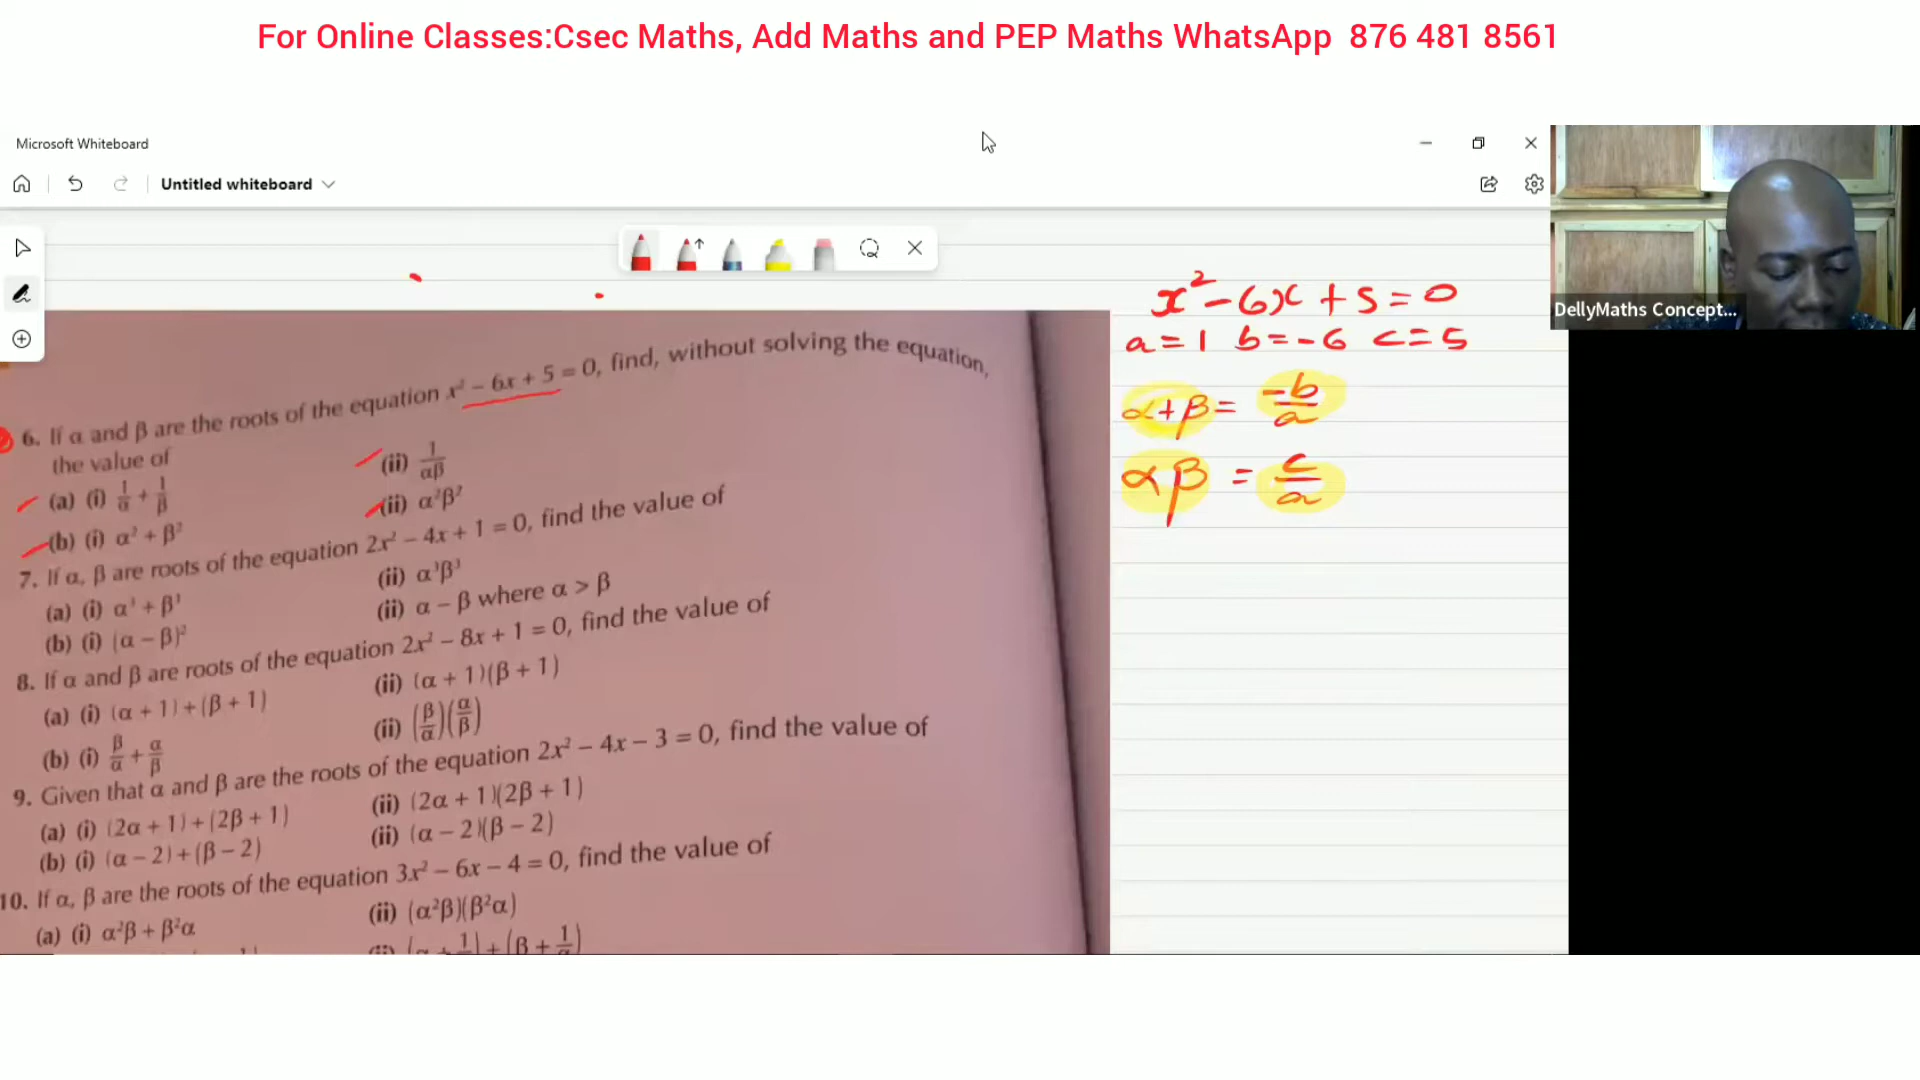 For Online Classes:Csec Maths, Add Maths and PEP Maths WhatsApp 876 481 8561
Microsoft Whiteboard
Untitled whiteboard
6. If α and β are the roots of the equation x² – 6x + 5 = 0, find, without solving the equation,
the value of
(a) (i) 1/α + 1/β (ii) 1/αβ
(b) (i) α² + β² (ii) α²β²
7. If α, β are roots of the equation 2x² – 4x + 1 = 0, find the value of
(a) (i) α³ + β³ (ii) α³β³
(b) (i) (α – β)² (ii) α – β where α > β
8. If α and β are roots of the equation 2x² – 8x + 1 = 0, find the value of
(a) (i) (α + 1) + (β + 1) (ii) (α + 1)(β + 1)
(b) (i) β/α + α/β (ii) (β/α)(α/β)
9. Given that α and β are the roots of the equation 2x² – 4x – 3 = 0, find the value of
(a) (i) (2α + 1) + (2β + 1) (ii) (2α + 1)(2β + 1)
(b) (i) (α – 2) + (β – 2) (ii) (α – 2)(β – 2)
10. If α, β are the roots of the equation 3x² – 6x – 4 = 0, find the value of
(a) (i) α²β + β²α (ii) (α²β)(β²α)
x² - 6x + 5 = 0
a = 1 b = -6 c = 5
α + β = -b/a
αβ = c/a
DellyMaths Concept...